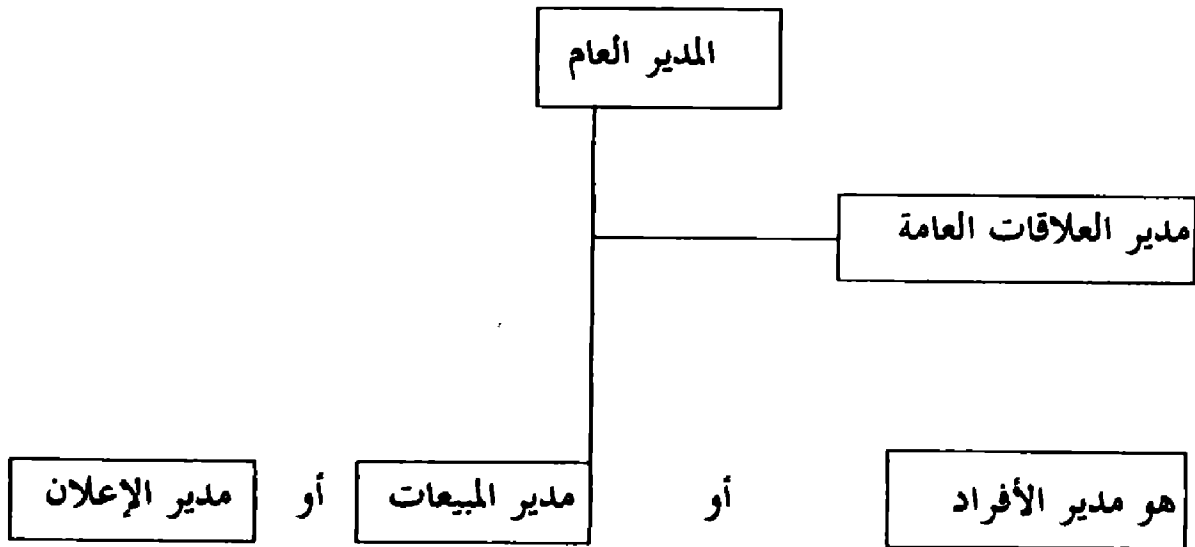 المدير العام
مدير العلاقات العامة
هو مدير الأفراد أو مدير المبيعات أو مدير الإعلان